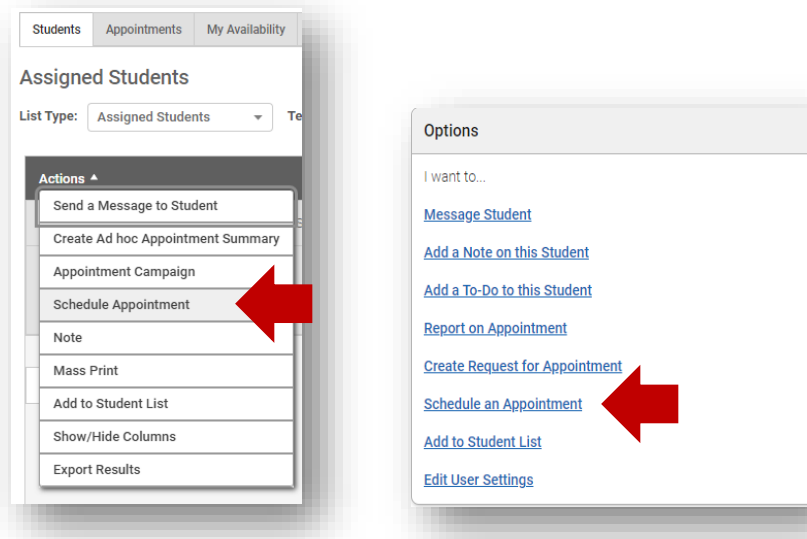 Students Appointments My Availability
Assigned Students
List Type: Assigned Students
Actions
Send a Message to Student
Create Ad hoc Appointment Summary
Appointment Campaign
Schedule Appointment
Note
Mass Print
Add to Student List
Show/Hide Columns
Export Results
Options
I want to...
Message Student
Add a Note on this Student
Add a To-Do to this Student
Report on Appointment
Create Request for Appointment
Schedule an Appointment
Add to Student List
Edit User Settings